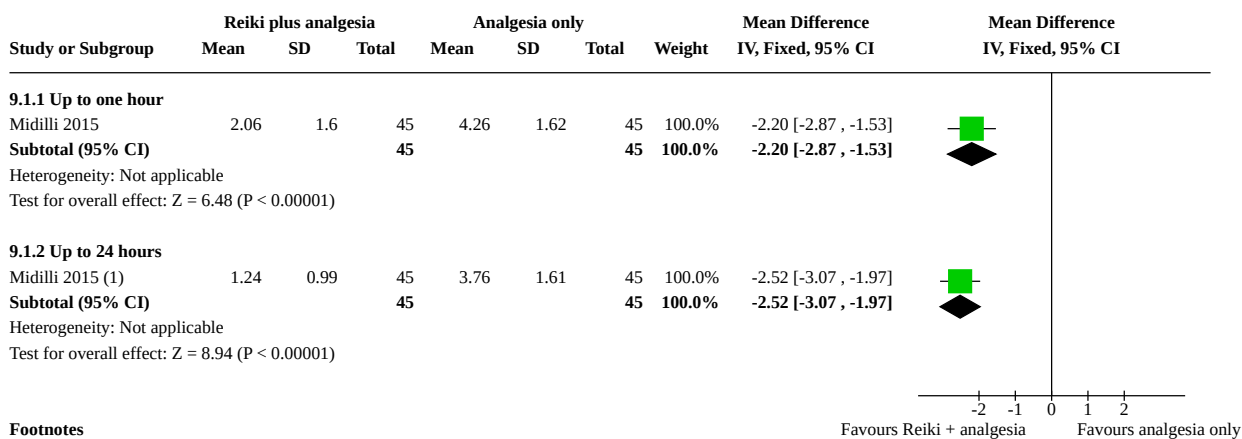 Reiki plus analgesia Analgesia only Mean Difference Mean Difference
Study or Subgroup Mean SD Total Mean SD Total Weight IV, Fixed, 95% CI IV, Fixed, 95% CI
9.1.1 Up to one hour
Midilli 2015 2.06 1.6 45 4.26 1.62 45 100.0% -2.20 [-2.87 , -1.53]
Subtotal (95% CI) 45 45 100.0% -2.20 [-2.87 , -1.53]
Heterogeneity: Not applicable
Test for overall effect: Z = 6.48 (P < 0.00001)
9.1.2 Up to 24 hours
Midilli 2015 (1) 1.24 0.99 45 3.76 1.61 45 100.0% -2.52 [-3.07 , -1.97]
Subtotal (95% CI) 45 45 100.0% -2.52 [-3.07 , -1.97]
Heterogeneity: Not applicable
Test for overall effect: Z = 8.94 (P < 0.00001)
-2 -1 0 1 2
Footnotes Favours Reiki + analgesia Favours analgesia only